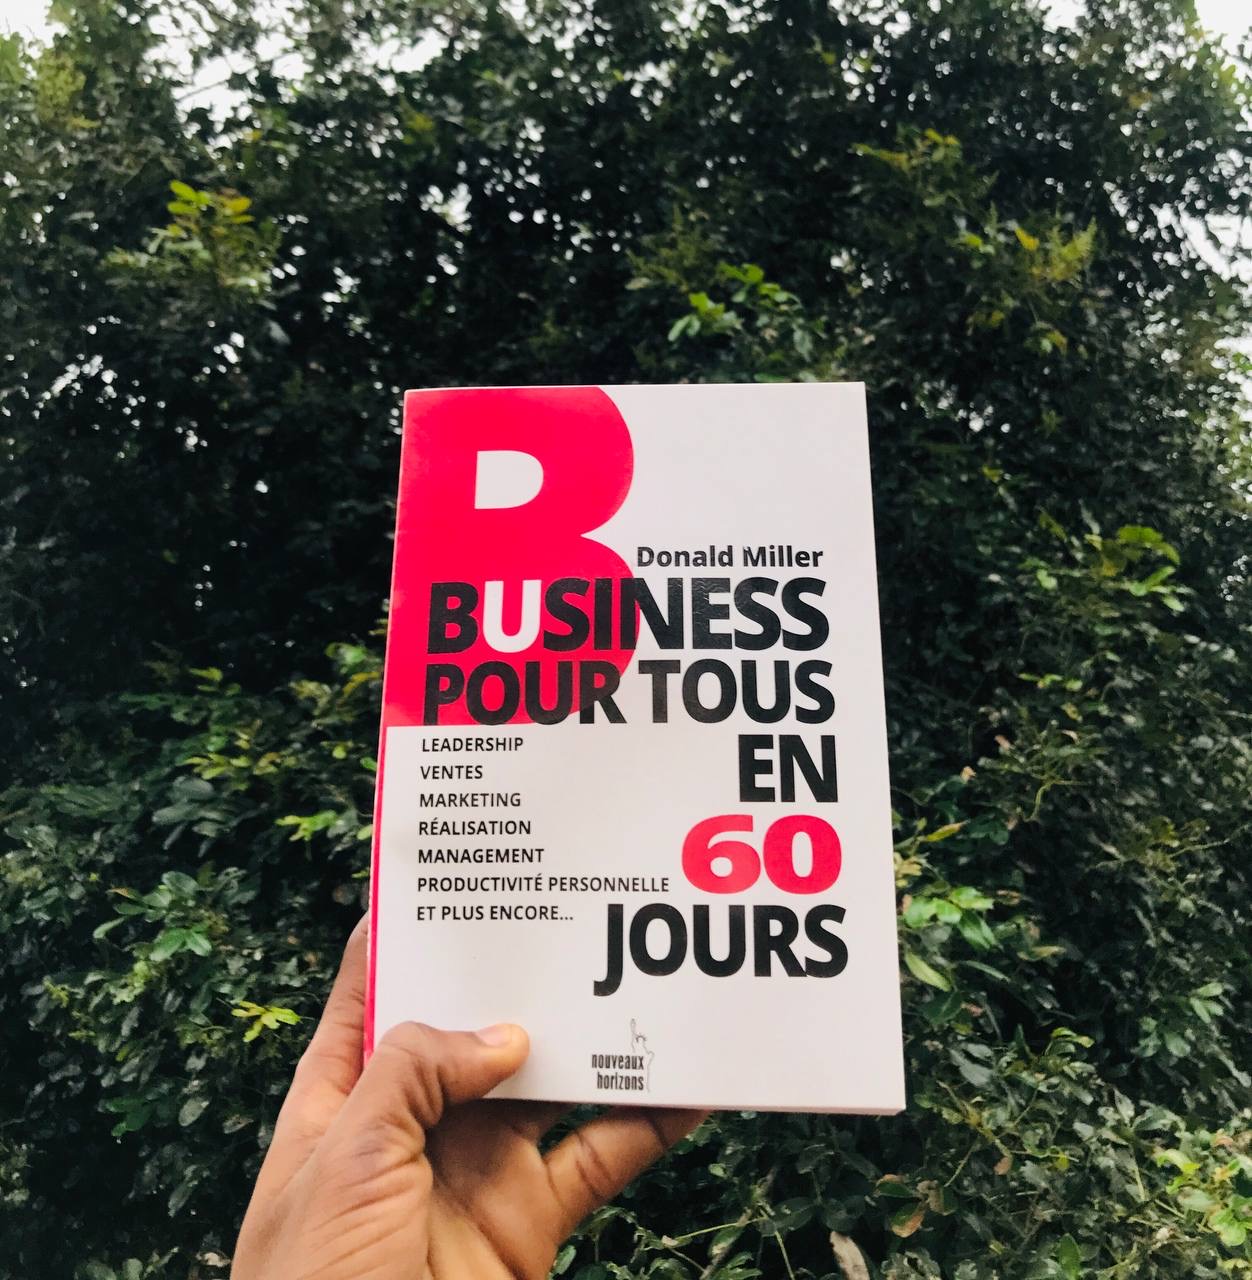 Donald Miller
BUSINESS
POUR TOUS
EN
60
JOURS
LEADERSHIP
VENTES
MARKETING
RÉALISATION
MANAGEMENT
PRODUCTIVITÉ PERSONNELLE
ET PLUS ENCORE...
nouveaux
horizons